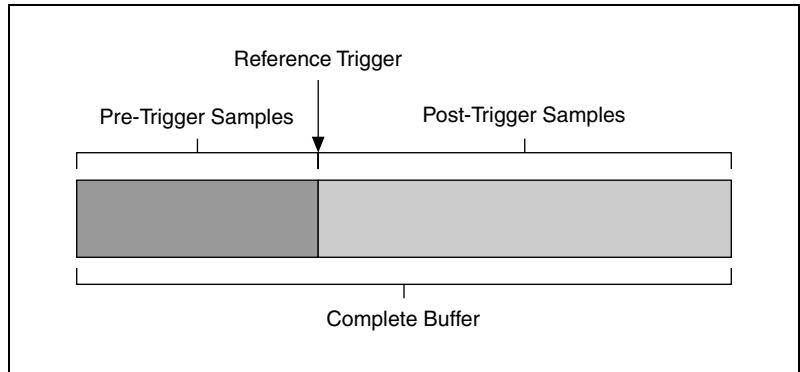 Reference Trigger
Pre-Trigger Samples
Post-Trigger Samples
Complete Buffer